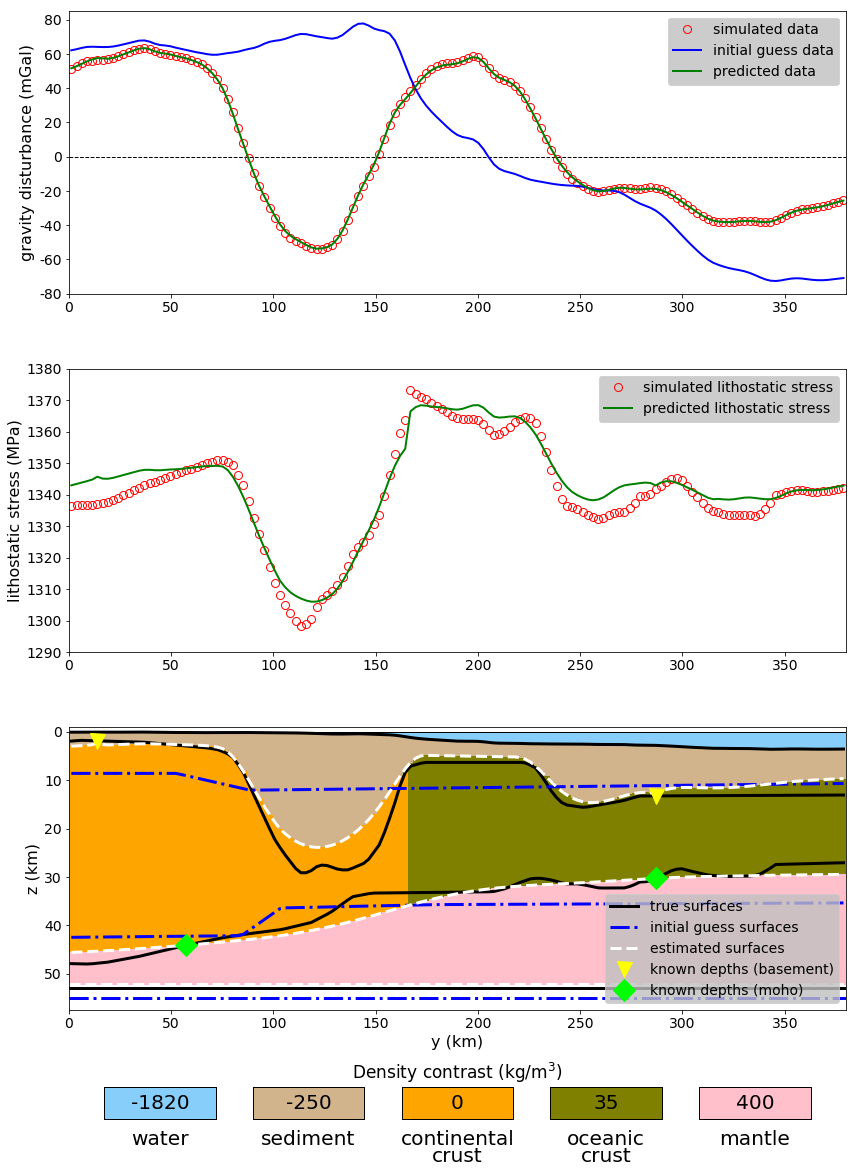 80
60
40
20
0
-20
-40
-60
-80
gravity disturbance (mGal)
simulated data
initial guess data
predicted data
0 50 100 150 200 250 300 350
1380
1370
1360
1350
1340
1330
1320
1310
1300
1290
lithostatic stress (MPa)
simulated lithostatic stress
predicted lithostatic stress
0 50 100 150 200 250 300 350
0
10
20
30
40
50
z (km)
true surfaces
initial guess surfaces
estimated surfaces
known depths (basement)
known depths (moho)
0 50 100 150 200 250 300 350
y (km)
Density contrast (kg/m³)
-1820 -250 0 35 400
water sediment continental oceanic mantle
crust crust